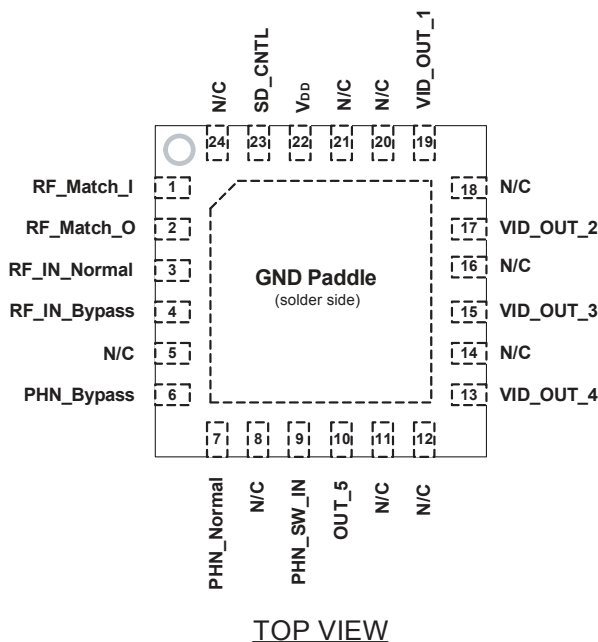 N/C
SD_CNTL
VDD
N/C
N/C
VID_OUT_1
24
23
22
21
20
19
RF_Match_I
1
RF_Match_O
2
RF_IN_Normal
3
RF_IN_Bypass
4
N/C
5
PHN_Bypass
6
GND Paddle
(solder side)
18
N/C
17
VID_OUT_2
16
N/C
15
VID_OUT_3
14
N/C
13
VID_OUT_4
7
8
9
10
11
12
PHN_Normal
N/C
PHN_SW_IN
OUT_5
N/C
N/C
TOP VIEW